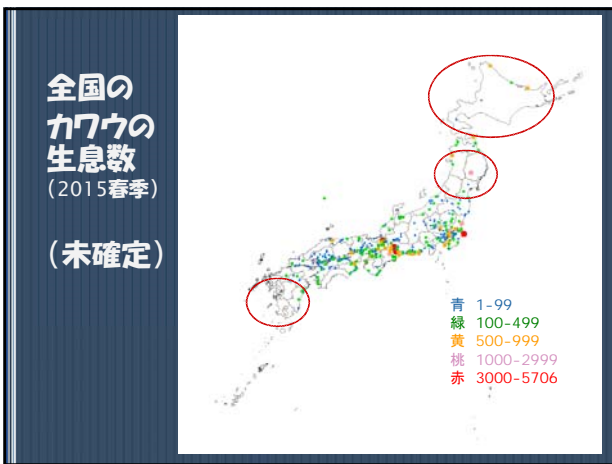 全国の
カワウの
生息数
(2015春季)
(未確定)
青 1-99
緑 100-499
黄 500-999
桃 1000-2999
赤 3000-5706